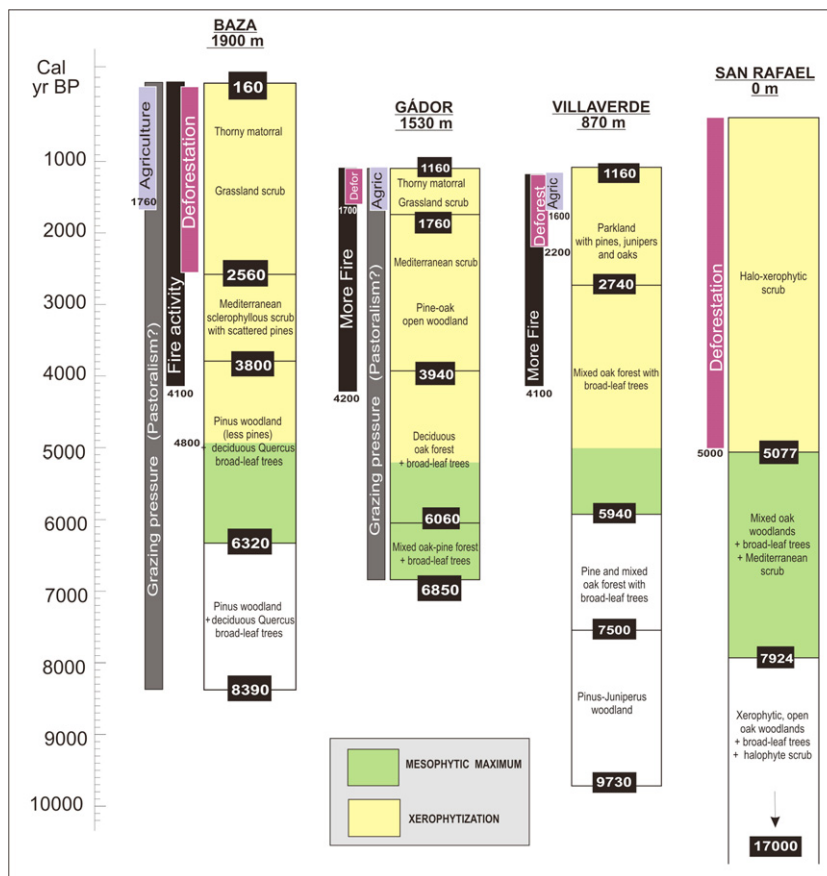 Cal
yr BP
1000
2000
3000
4000
5000
6000
7000
8000
9000
10000
BAZA
1900 m
160
Thorny matorral
Grassland scrub
2560
Mediterranean
sclerophyllous scrub
with scattered pines
3800
Pinus woodland
(less pines)
+ deciduous Quercus
broad-leaf trees
6320
Pinus woodland
+deciduous Quercus
broad-leaf trees
8390
Agriculture
1760
Grazing pressure (Pastoralism?)
Fire activity
4100
Deforestation
4800
GÁDOR
1530 m
1160
Thorny matorral
Grassland scrub
1760
Mediterranean scrub
Pine-oak
open woodland
3940
Deciduous
oak forest
+ broad-leaf trees
6060
Mixed oak-pine forest
+ broad-leaf trees
6850
More Fire
4200
Defor
1700
Agric
Grazing pressure (Pastoralism?)
VILLAVERDE
870 m
1160
Parkland
with pines, junipers
and oaks
2740
Mixed oak forest with
broad-leaf trees
5940
Pine and mixed
oak forest with
broad-leaf trees
7500
Pinus-Juniperus
woodland
9730
More Fire
4100
Deforest
2200
Agric
1600
SAN RAFAEL
0 m
Halo-xerophytic
scrub
5077
Mixed oak
woodlands
+ broad-leaf trees
+ Mediterranean
scrub
7924
Xerophytic, open
oak woodlands
+ broad-leaf trees
+ halophyte scrub
17000
Deforestation
5000
MESOPHYTIC MAXIMUM
XEROPHYTIZATION